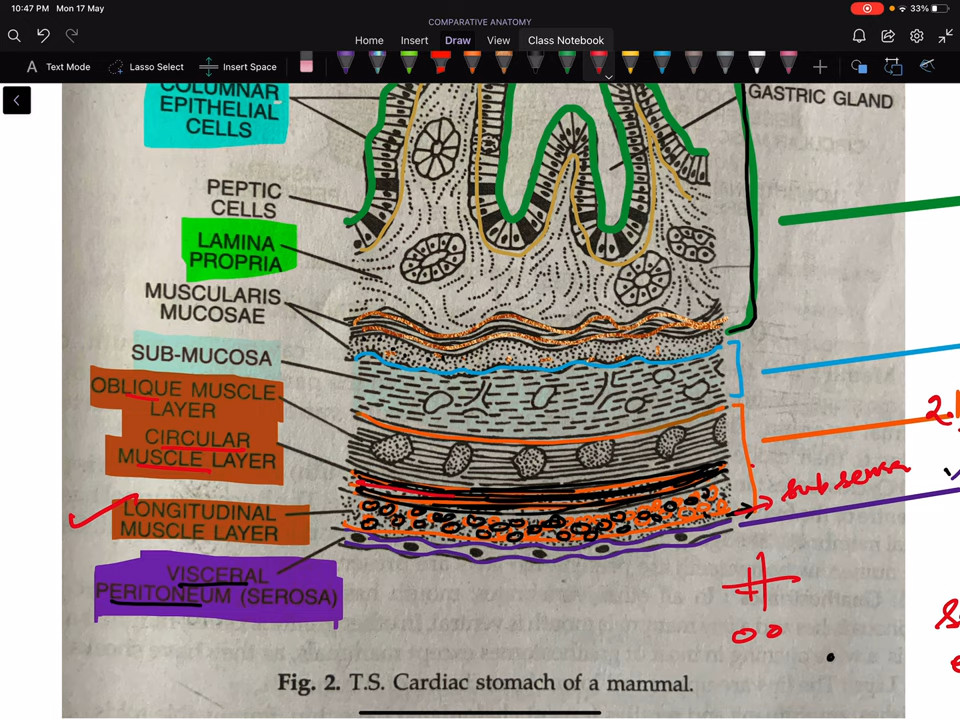 10:47 PM Mon 17 May
33%
COMPARATIVE ANATOMY
Home Insert Draw View Class Notebook
A Text Mode Lasso Select Insert Space
COLUMNAR
EPITHELIAL
CELLS
GASTRIC GLAND
PEPTIC
CELLS
LAMINA
PROPRIA
MUSCULARIS
MUCOSAE
SUB-MUCOSA
OBLIQUE MUSCLE
LAYER
CIRCULAR
MUSCLE LAYER
2.
sub serosa
LONGITUDINAL
MUSCLE LAYER
VISCERAL
PERITONEUM (SEROSA)
Fig. 2. T.S. Cardiac stomach of a mammal.